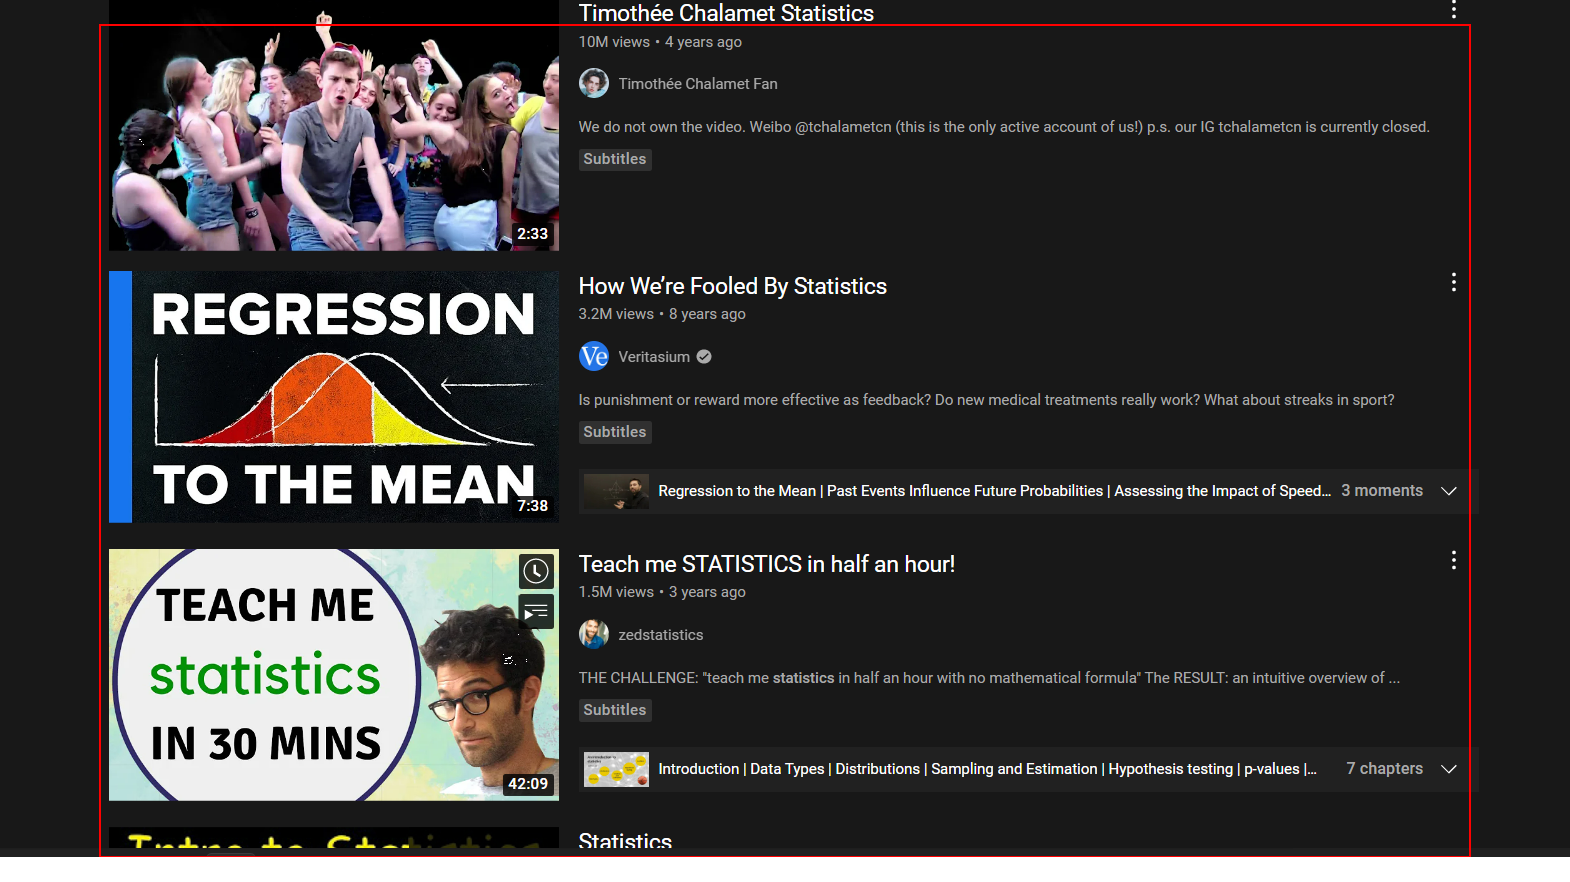 Timothée Chalamet Statistics
10M views • 4 years ago
Timothée Chalamet Fan
We do not own the video. Weibo @tchalametcn (this is the only active account of us!) p.s. our IG tchalametcn is currently closed.
Subtitles
2:33
REGRESSION
TO THE MEAN
7:38
How We're Fooled By Statistics
3.2M views • 8 years ago
Ve Veritasium
Is punishment or reward more effective as feedback? Do new medical treatments really work? What about streaks in sport?
Subtitles
Regression to the Mean | Past Events Influence Future Probabilities | Assessing the Impact of Speed... 3 moments
TEACH ME
statistics
IN 30 MINS
42:09
Teach me STATISTICS in half an hour!
1.5M views • 3 years ago
zedstatistics
THE CHALLENGE: "teach me statistics in half an hour with no mathematical formula" The RESULT: an intuitive overview of ...
Subtitles
Introduction | Data Types | Distributions | Sampling and Estimation | Hypothesis testing | p-values |... 7 chapters
Intro to Statistics
Statistics